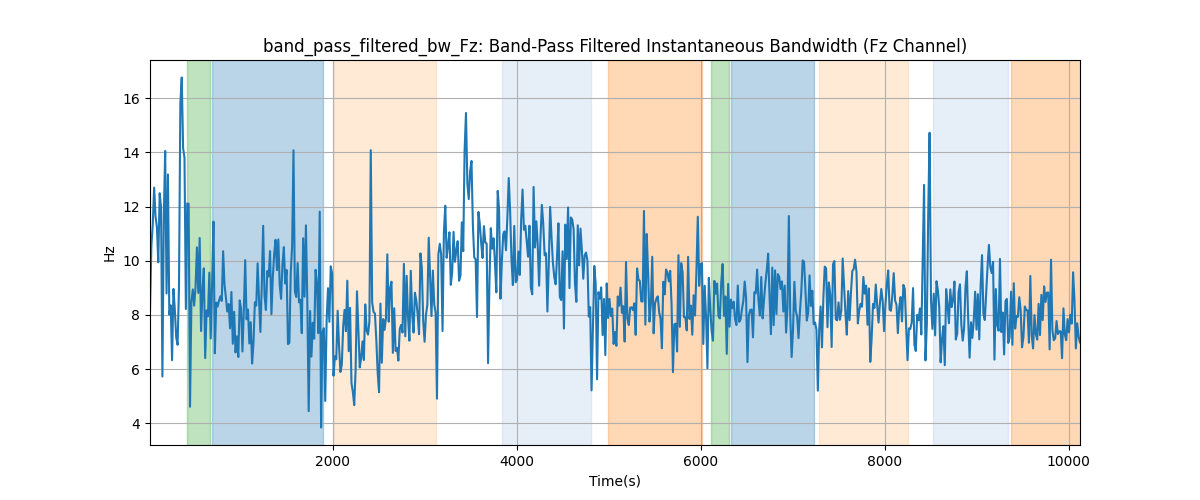 band_pass_filtered_bw_Fz: Band-Pass Filtered Instantaneous Bandwidth (Fz Channel)
16
14
12
10
8
6
4
Hz
2000 4000 6000 8000 10000
Time(s)